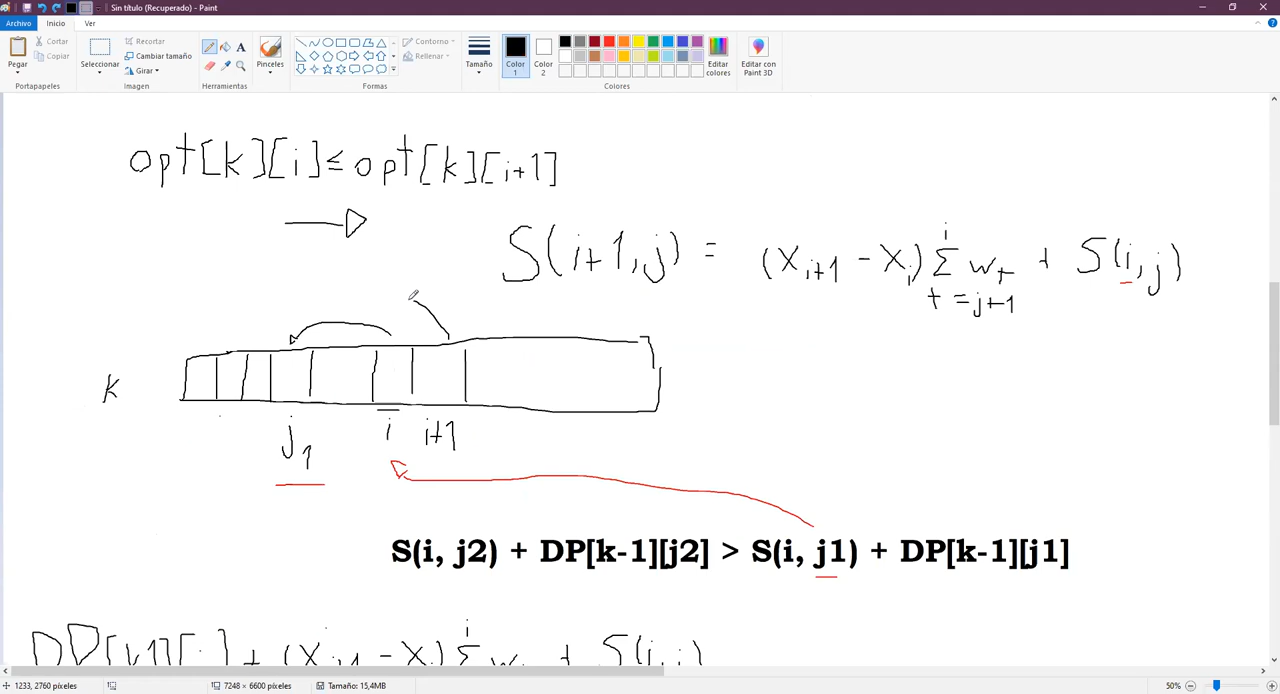 Sin título (Recuperado) - Paint
Archivo Inicio Ver
Pegar
Cortar
Copiar
Portapapeles
Seleccionar
Recortar
Cambiar tamaño
Girar
Imagen
A
Herramientas
Pinceles
Contorno
Rellenar
Formas
Tamaño
Color 1
Color 2
Editar colores
Editar con Paint 3D
Colores
opt[k][i] ≤ opt[k][i+1]
S(i+1,j) = (x_{i+1} - x_i) Σ_{t=j+1}^{i} w_t + S(i,j)
k
j_1 i i+1
S(i, j2) + DP[k-1][j2] > S(i, j1) + DP[k-1][j1]
1233, 2760 píxeles
7248 × 6600 píxeles
Tamaño: 15,4MB
50%